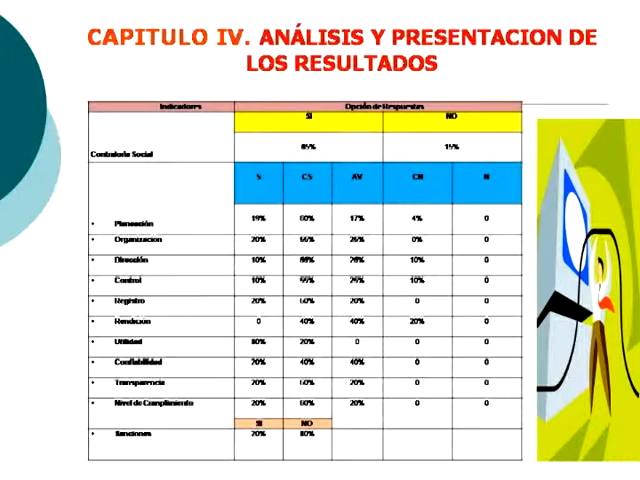 CAPITULO IV. ANÁLISIS Y PRESENTACION DE
LOS RESULTADOS
Indicadores Opción de Respuestas
SI NO
Contraloría Social 85% 15%
S CS AV CN N
• Planeación 19% 60% 17% 4% 0
• Organización 20% 26% 0% 0
• Dirección 10% 10% 0
• Control 10% 55% 25% 10% 0
• Registro 20% 60% 20% 0 0
• Rendición 0 40% 40% 20% 0
• Utilidad 80% 20% 0 0 0
• Confiabilidad 20% 40% 40% 0 0
• Transparencia 20% 60% 20% 0 0
• Nivel de Cumplimiento 20% 60% 20% 0 0
SI NO
• Sanciones 20% 80%